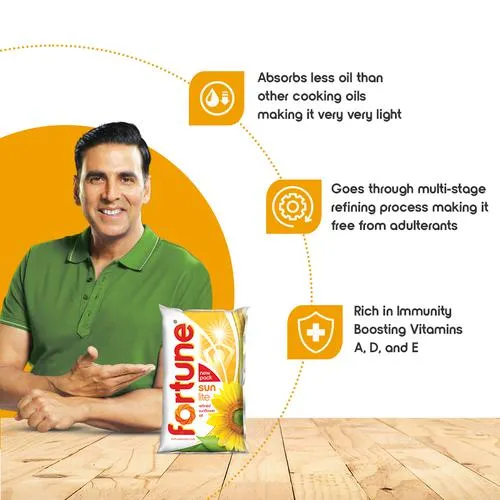 Absorbs less oil than
other cooking oils
making it very very light
Goes through multi-stage
refining process making it
free from adulterants
Rich in Immunity
Boosting Vitamins
A, D, and E
fortune
new
pack
sun
lite
refined
sunflower
oil